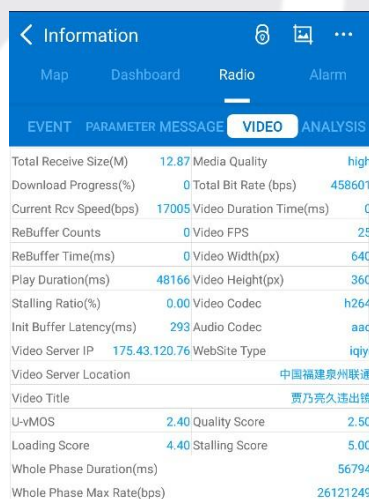 Information
Map Dashboard Radio Alarm
EVENT PARAMETER MESSAGE VIDEO ANALYSIS
Total Receive Size(M) 12.87 Media Quality high
Download Progress(%) 0 Total Bit Rate (bps) 458601
Current Rcv Speed(bps) 17005 Video Duration Time(ms) 0
ReBuffer Counts 0 Video FPS 25
ReBuffer Time(ms) 0 Video Width(px) 640
Play Duration(ms) 48166 Video Height(px) 360
Stalling Ratio(%) 0.00 Video Codec h264
Init Buffer Latency(ms) 293 Audio Codec aac
Video Server IP 175.43.120.76 WebSite Type iqiy
Video Server Location 中国福建泉州联通
Video Title 贾乃亮久违出镜
U-vMOS 2.40 Quality Score 2.50
Loading Score 4.40 Stalling Score 5.00
Whole Phase Duration(ms) 56794
Whole Phase Max Rate(bps) 26121249